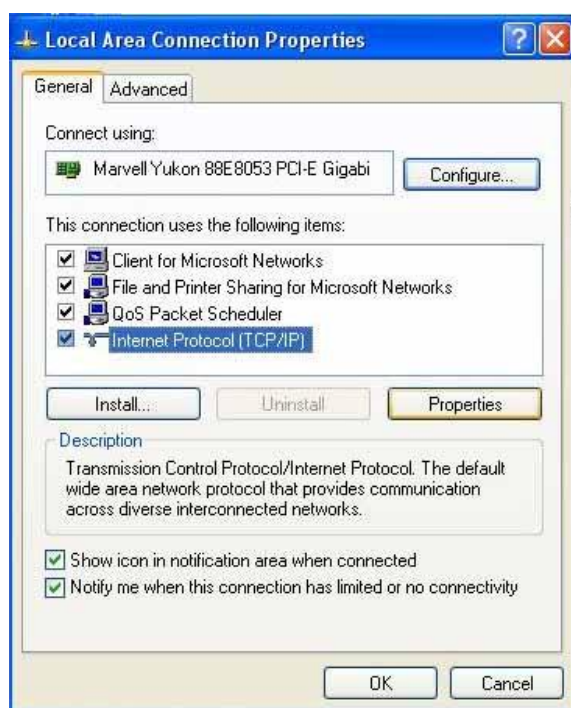 Local Area Connection Properties
General Advanced
Connect using:
Marvell Yukon 88E8053 PCI-E Gigabi Configure...
This connection uses the following items:
Client for Microsoft Networks
File and Printer Sharing for Microsoft Networks
QoS Packet Scheduler
Internet Protocol (TCP/IP)
Install... Uninstall Properties
Description
Transmission Control Protocol/Internet Protocol. The default
wide area network protocol that provides communication
across diverse interconnected networks.
Show icon in notification area when connected
Notify me when this connection has limited or no connectivity
OK Cancel